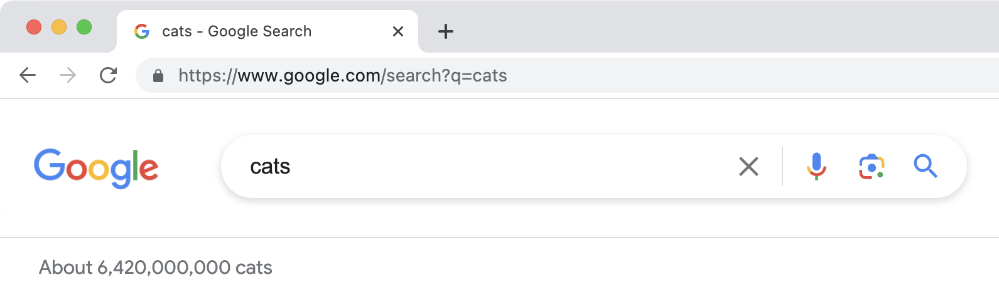 cats - Google Search
https://www.google.com/search?q=cats
Google
cats
About 6,420,000,000 cats